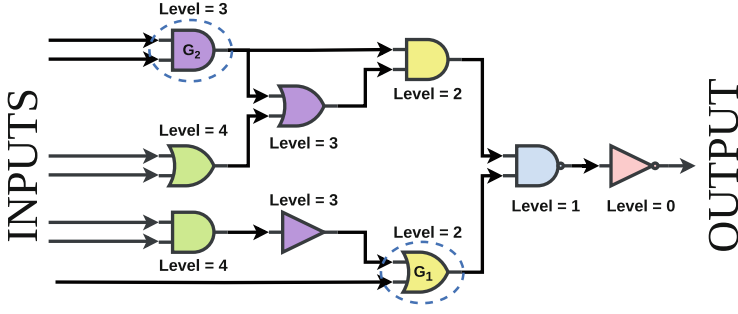 Level = 3
G2
Level = 2
Level = 3
Level = 4
INPUTS
OUTPUT
Level = 3
Level = 2
Level = 1
Level = 0
Level = 4
G1